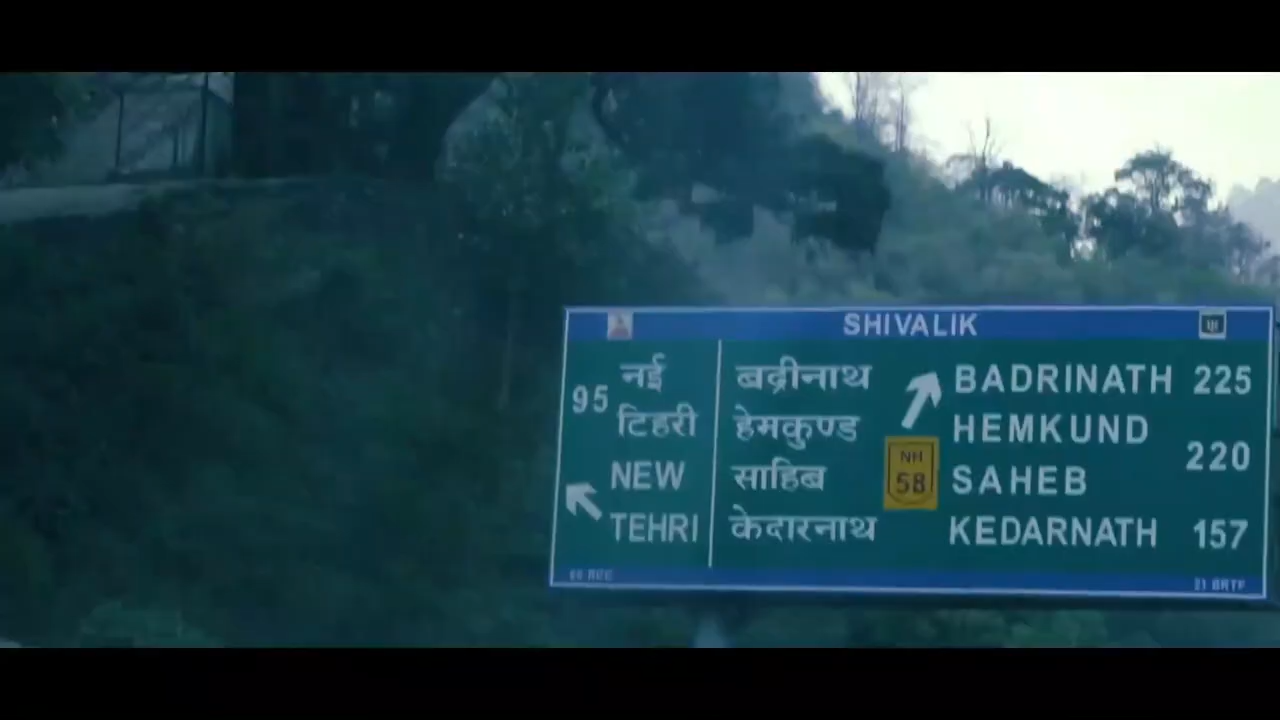 SHIVALIK
95
नई
टिहरी
NEW
TEHRI
बद्रीनाथ
हेमकुण्ड
साहिब
केदारनाथ
NH
58
BADRINATH 225
HEMKUND
SAHEB 220
KEDARNATH 157
21 BRTF